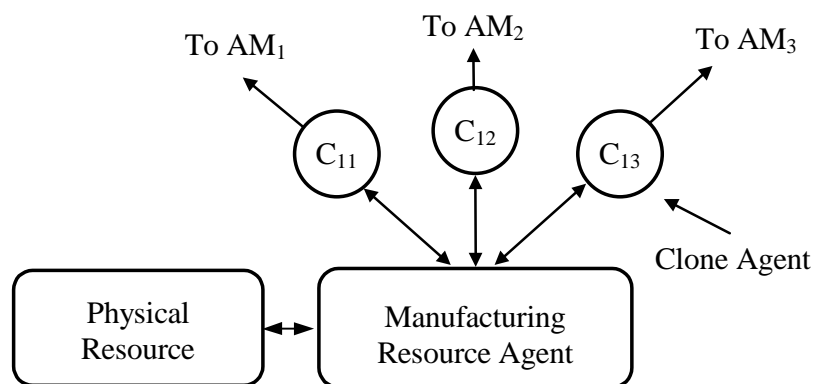 To AM₁
To AM₂
To AM₃
C₁₁
C₁₂
C₁₃
Clone Agent
Physical
Resource
Manufacturing
Resource Agent